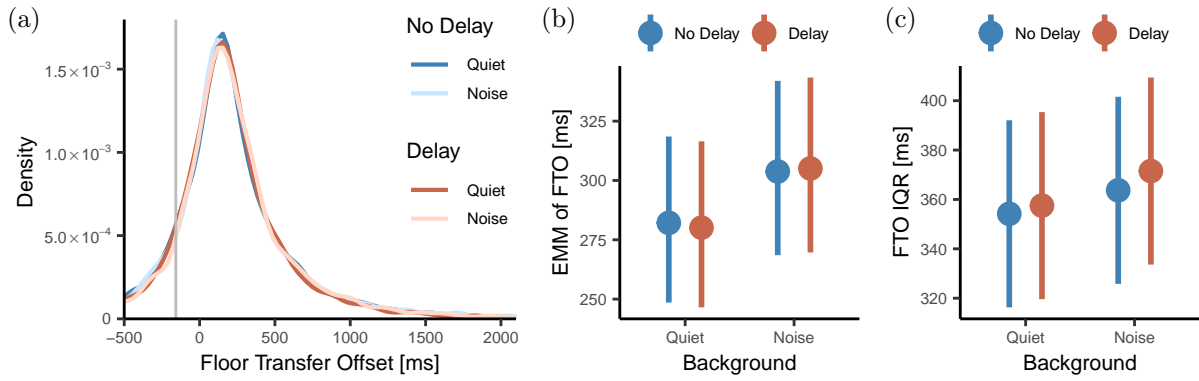 (a)
No Delay
Quiet
Noise
Delay
Quiet
Noise
Density
1.5 × 10⁻³
1.0 × 10⁻³
5.0 × 10⁻⁴
0
−500 0 500 1000 1500 2000
Floor Transfer Offset [ms]
(b)
No Delay Delay
EMM of FTO [ms]
325
300
275
250
Quiet Noise
Background
(c)
No Delay Delay
FTO IQR [ms]
400
380
360
340
320
Quiet Noise
Background